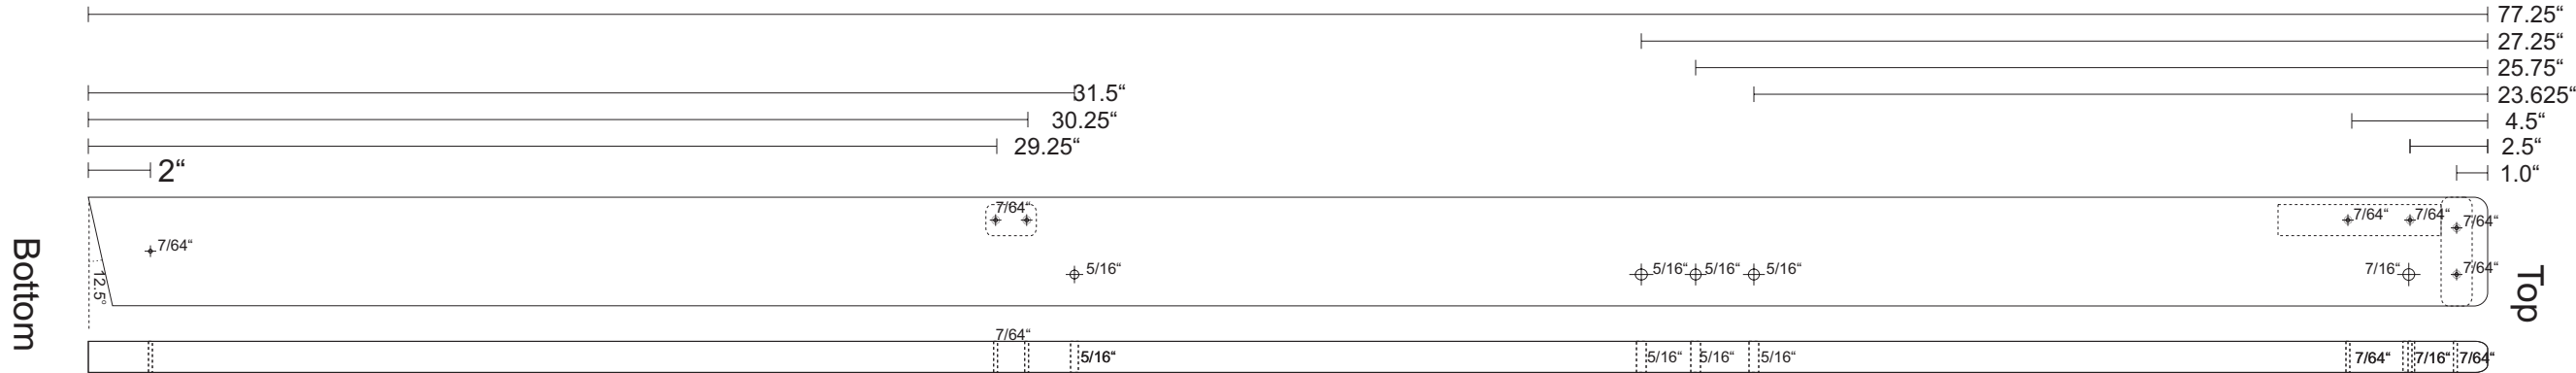 77.25“
27.25“
25.75“
31.5“ 23.625“
30.25“ 4.5“
29.25“ 2.5“
2“ 1.0“
7/64“ 7/64“ 7/64“ 7/64“
7/64“
5/16“ 5/16“ 5/16“ 5/16“ 7/16“ 7/64“
12.5°
Bottom
Top
7/64“
5/16“ 5/16“ 5/16“ 5/16“ 7/64“ 7/16“ 7/64“